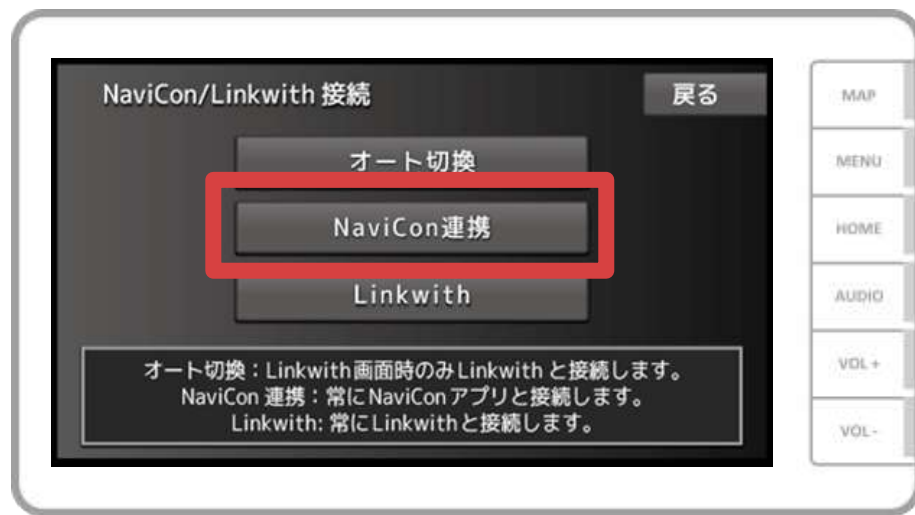 NaviCon/Linkwith 接続
戻る
オート切換
NaviCon連携
Linkwith
オート切換：Linkwith画面時のみLinkwith と接続します。
NaviCon 連携：常にNaviConアプリと接続します。
Linkwith: 常にLinkwithと接続します。
MAP
MENU
HOME
AUDIO
VOL+
VOL-